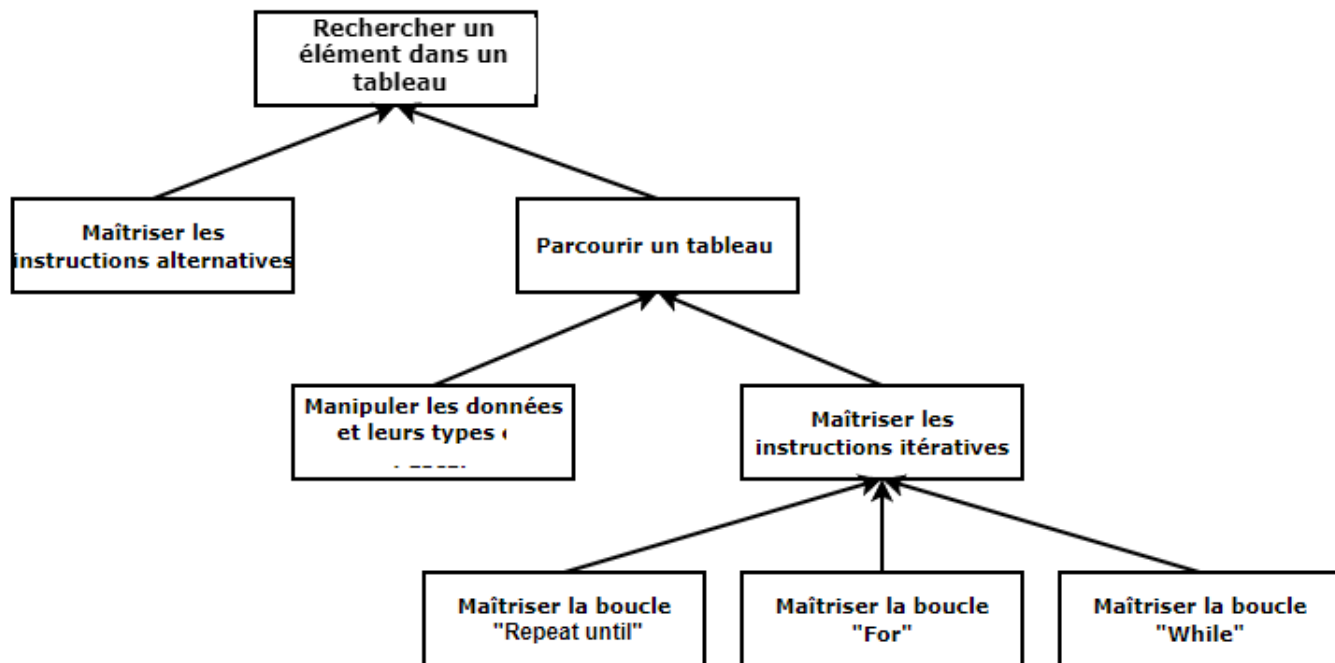 Rechercher un
élément dans un
tableau
Maîtriser les
instructions alternatives
Parcourir un tableau
Manipuler les données
et leurs types
Maîtriser les
instructions itératives
Maîtriser la boucle
"Repeat until"
Maîtriser la boucle
"For"
Maîtriser la boucle
"While"